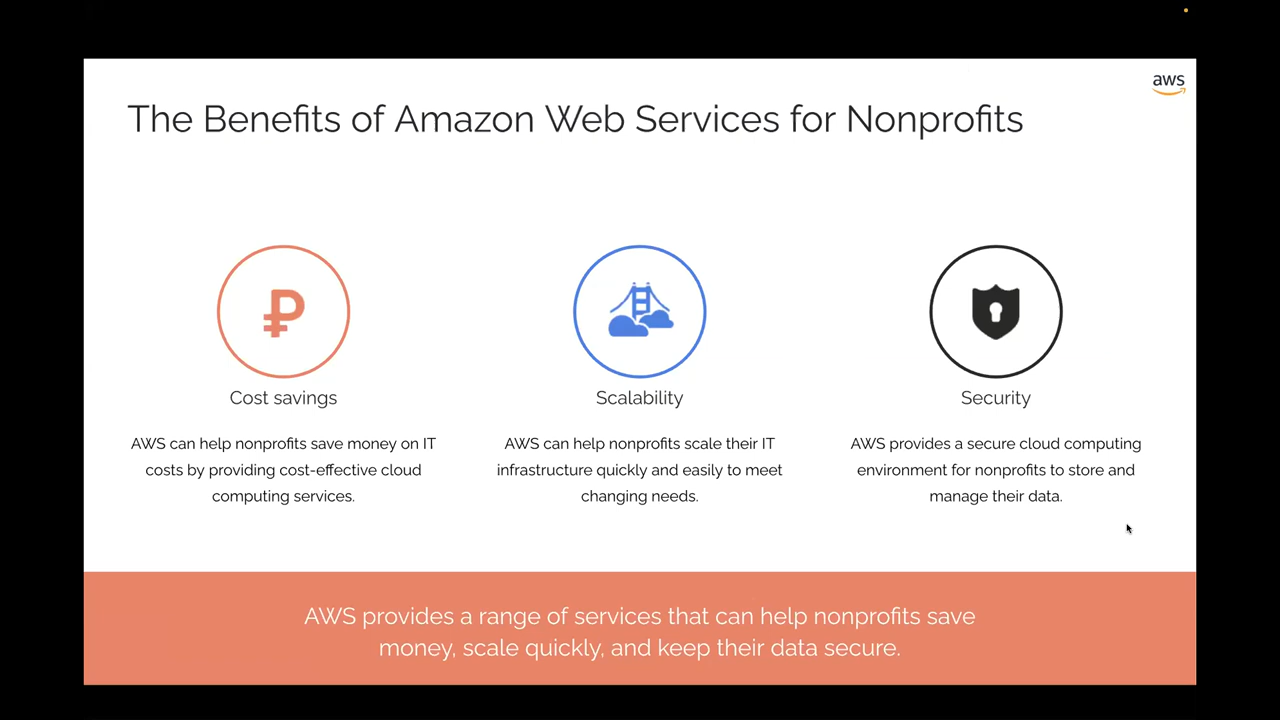 aws
The Benefits of Amazon Web Services for Nonprofits
Cost savings
AWS can help nonprofits save money on IT
costs by providing cost-effective cloud
computing services.
Scalability
AWS can help nonprofits scale their IT
infrastructure quickly and easily to meet
changing needs.
Security
AWS provides a secure cloud computing
environment for nonprofits to store and
manage their data.
AWS provides a range of services that can help nonprofits save
money, scale quickly, and keep their data secure.